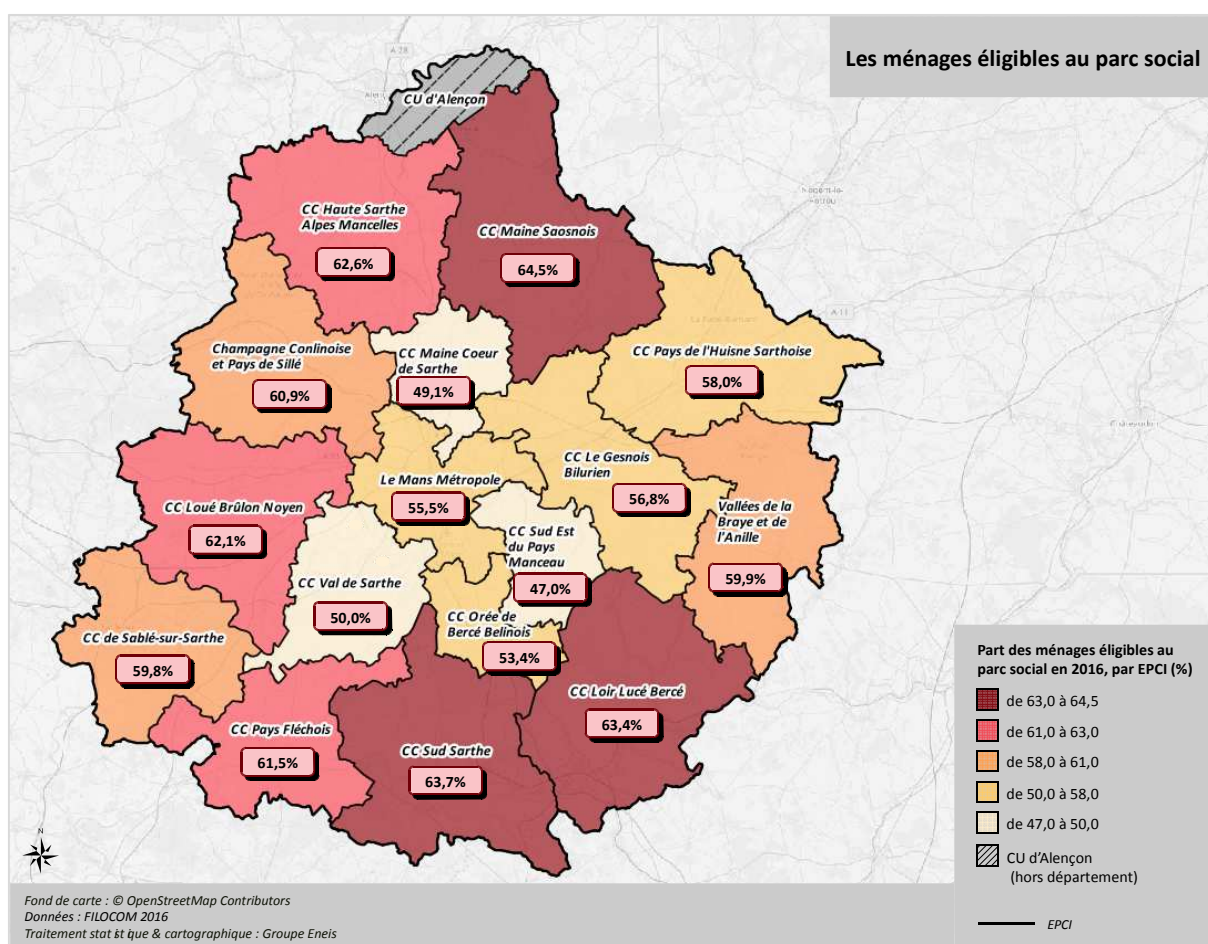 Les ménages éligibles au parc social
A 28
CU d'Alençon
CC Haute Sarthe
Alpes Mancelles
62,6%
CC Maine Saosnois
64,5%
A 11
Champagne Conlinoise
et Pays de Sillé
60,9%
CC Maine Coeur
de Sarthe
49,1%
CC Pays de l'Huisne Sarthoise
58,0%
CC Le Gesnois
Bilurien
56,8%
Le Mans Métropole
55,5%
CC Loué Brûlon Noyen
62,1%
CC Sud Est
du Pays
Manceau
47,0%
Vallées de la
Braye et de
l'Anille
59,9%
CC Val de Sarthe
50,0%
CC Orée de
Bercé Belinois
53,4%
CC de Sablé-sur-Sarthe
59,8%
CC Loir Lucé Bercé
63,4%
CC Pays Fléchois
61,5%
CC Sud Sarthe
63,7%
Part des ménages éligibles au
parc social en 2016, par EPCI (%)
de 63,0 à 64,5
de 61,0 à 63,0
de 58,0 à 61,0
de 50,0 à 58,0
de 47,0 à 50,0
CU d'Alençon
(hors département)
EPCI
N
Fond de carte : © OpenStreetMap Contributors
Données : FILOCOM 2016
Traitement statistique & cartographique : Groupe Eneis